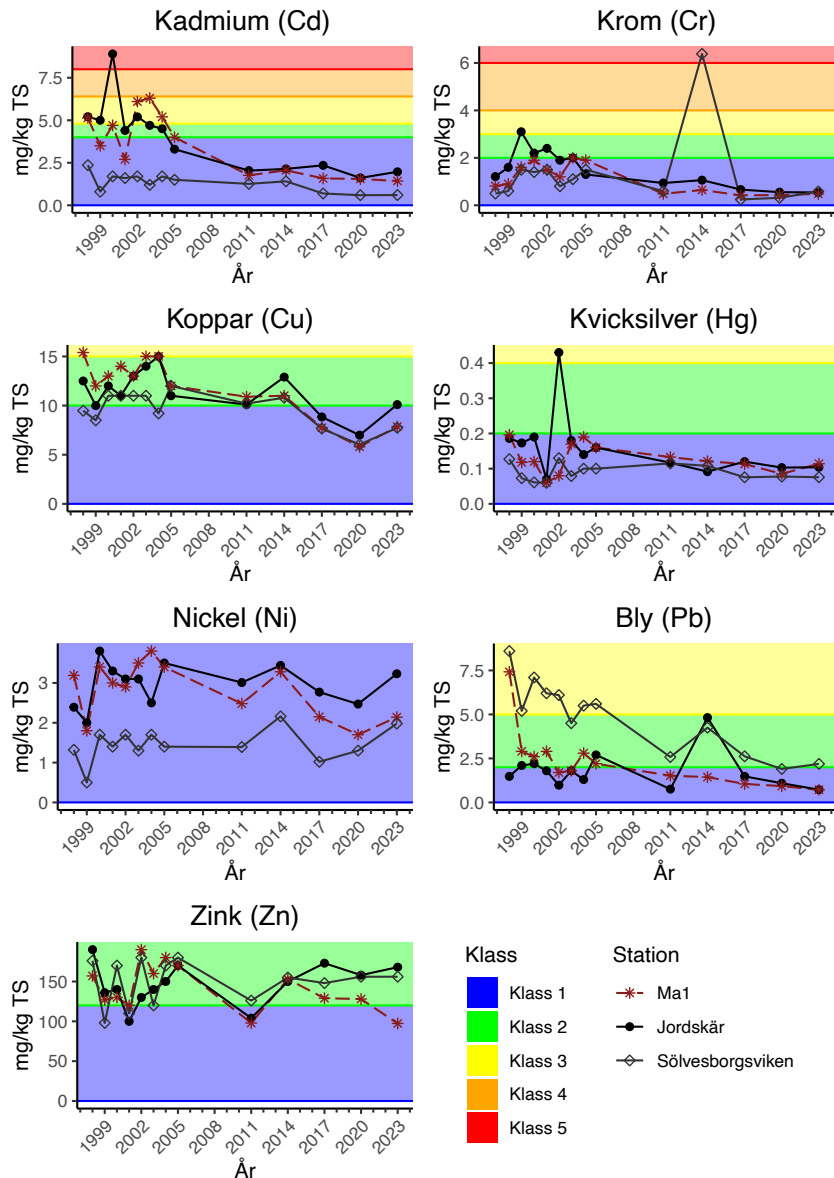 Kadmium (Cd)
mg/kg TS
7.5
5.0
2.5
0.0
1999
2002
2005
2008
2011
2014
2017
2020
2023
År
Krom (Cr)
mg/kg TS
6
4
2
0
1999
2002
2005
2008
2011
2014
2017
2020
2023
År
Koppar (Cu)
mg/kg TS
15
10
5
0
1999
2002
2005
2008
2011
2014
2017
2020
2023
År
Kvicksilver (Hg)
mg/kg TS
0.4
0.3
0.2
0.1
0.0
1999
2002
2005
2008
2011
2014
2017
2020
2023
År
Nickel (Ni)
mg/kg TS
3
2
1
0
1999
2002
2005
2008
2011
2014
2017
2020
2023
År
Bly (Pb)
mg/kg TS
7.5
5.0
2.5
0.0
1999
2002
2005
2008
2011
2014
2017
2020
2023
År
Zink (Zn)
mg/kg TS
150
100
50
0
1999
2002
2005
2008
2011
2014
2017
2020
2023
År
Klass
Klass 1
Klass 2
Klass 3
Klass 4
Klass 5
Station
Ma1
Jordskär
Sölvesborgsviken